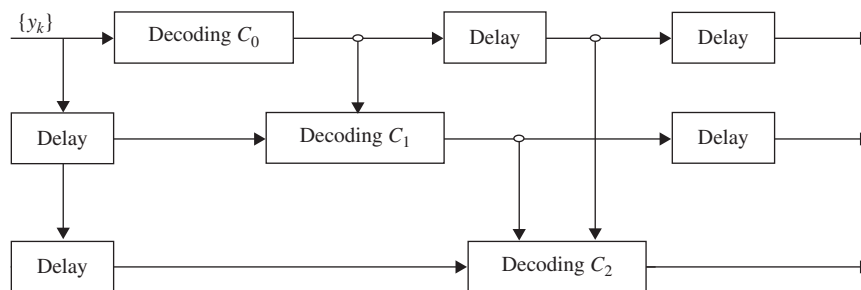 {y_k}
Decoding C_0
Delay
Delay
Delay
Decoding C_1
Delay
Delay
Decoding C_2